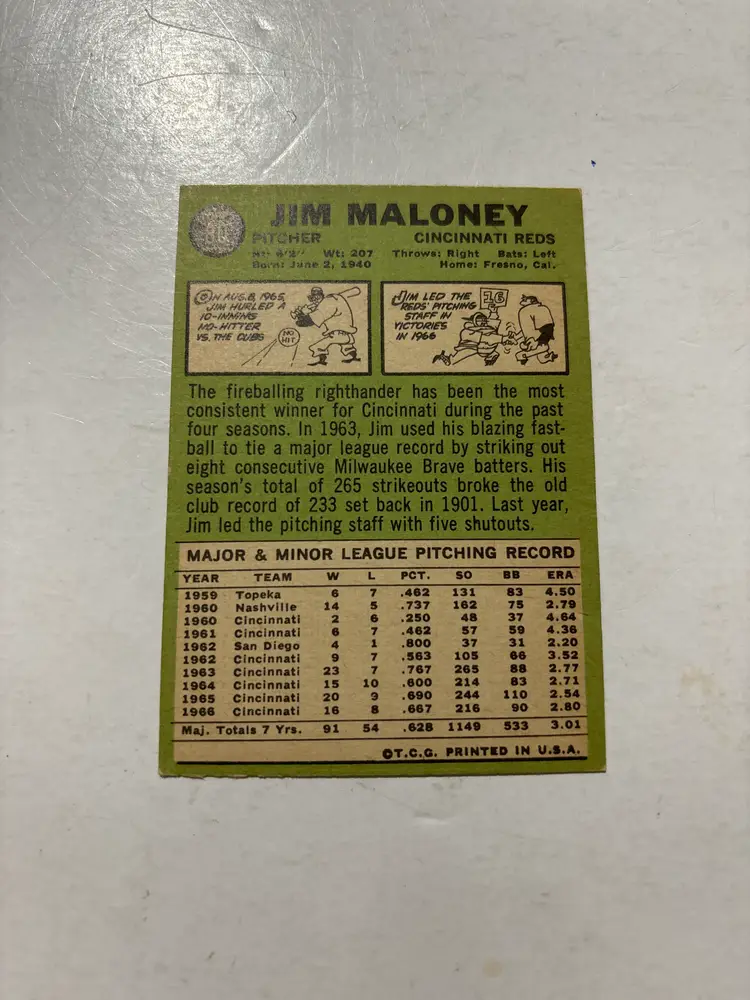 80
JIM MALONEY
PITCHER CINCINNATI REDS
Ht: 6'2" Wt: 207 Throws: Right Bats: Left
Born: June 2, 1940 Home: Fresno, Cal.
ON AUG. 8, 1965,
JIM HURLED A
10-INNING
NO-HITTER
VS. THE CUBS
NO
HIT
JIM LED THE
REDS' PITCHING
STAFF IN
VICTORIES
IN 1966
16
The fireballing righthander has been the most
consistent winner for Cincinnati during the past
four seasons. In 1963, Jim used his blazing fast-
ball to tie a major league record by striking out
eight consecutive Milwaukee Brave batters. His
season's total of 265 strikeouts broke the old
club record of 233 set back in 1901. Last year,
Jim led the pitching staff with five shutouts.
MAJOR & MINOR LEAGUE PITCHING RECORD
YEAR TEAM W L PCT. SO BB ERA
1959 Topeka 6 7 .462 131 83 4.50
1960 Nashville 14 5 .737 162 75 2.79
1960 Cincinnati 2 6 .250 48 37 4.64
1961 Cincinnati 6 7 .462 57 59 4.36
1962 San Diego 4 1 .800 37 31 2.20
1962 Cincinnati 9 7 .563 105 66 3.52
1963 Cincinnati 23 7 .767 265 88 2.77
1964 Cincinnati 15 10 .600 214 83 2.71
1965 Cincinnati 20 9 .690 244 110 2.54
1966 Cincinnati 16 8 .667 216 90 2.80
Maj. Totals 7 Yrs. 91 54 .628 1149 533 3.01
©T.C.G. PRINTED IN U.S.A.